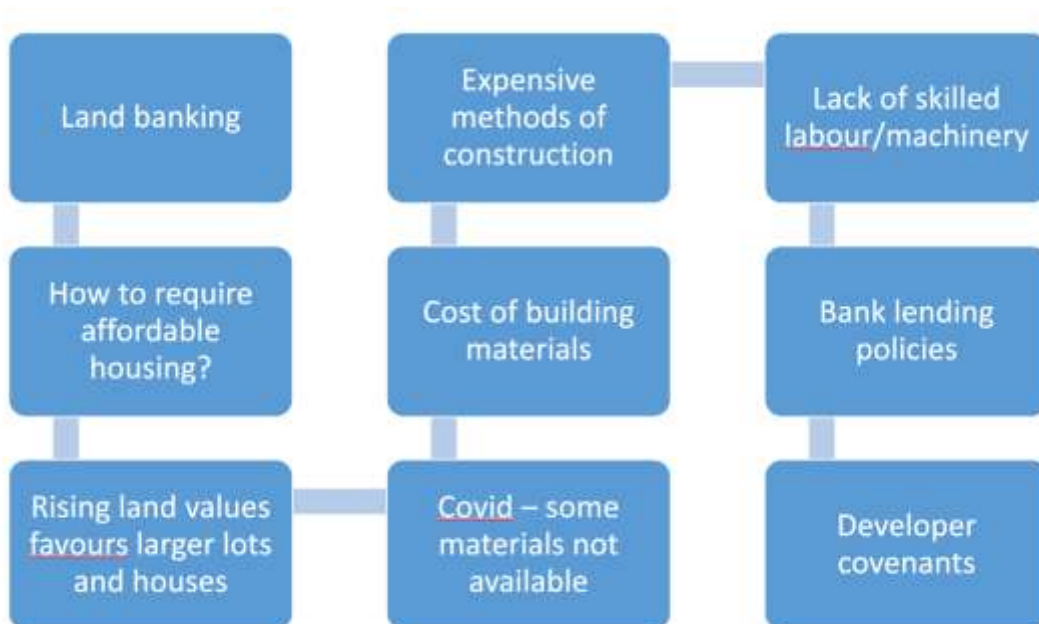 Land banking
How to require
affordable
housing?
Rising land values
favours larger lots
and houses
Covid – some
materials not
available
Cost of building
materials
Expensive
methods of
construction
Lack of skilled
labour/machinery
Bank lending
policies
Developer
covenants